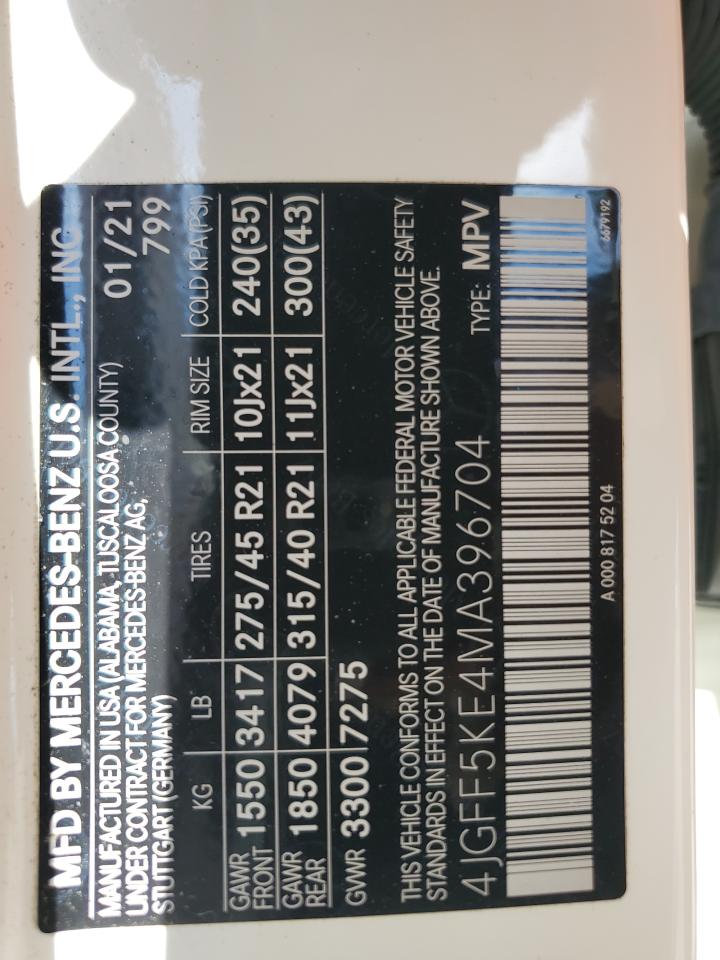 MFD BY MERCEDES-BENZ U.S. INTL., INC
MANUFACTURED IN USA (ALABAMA, TUSCALOOSA COUNTY) 01/21
UNDER CONTRACT FOR MERCEDES-BENZ AG, 799
STUTTGART (GERMANY)
KG LB TIRES RIM SIZE COLD KPA(PSI)
GAWR FRONT 1550 3417 275/45 R21 10Jx21 240(35)
GAWR REAR 1850 4079 315/40 R21 11Jx21 300(43)
GVWR 3300 7275
THIS VEHICLE CONFORMS TO ALL APPLICABLE FEDERAL MOTOR VEHICLE SAFETY
STANDARDS IN EFFECT ON THE DATE OF MANUFACTURE SHOWN ABOVE.
4JGFF5KE4MA396704 TYPE: MPV
A 000 817 52 04
6679192